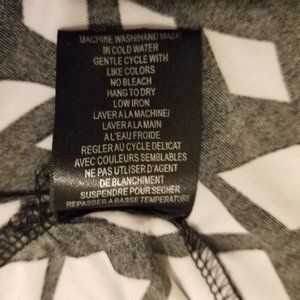 MACHINE WASH/HAND WASH
IN COLD WATER
GENTLE CYCLE WITH
LIKE COLORS
NO BLEACH
HANG TO DRY
LOW IRON
LAVER A LA MACHINE/
LAVER A LA MAIN
A L'EAU FROIDE
REGLER AU CYCLE DELICAT
AVEC COULEURS SEMBLABLES
NE PAS UTILISER D'AGENT
DE BLANCHIMENT
SUSPENDRE POUR SECHER
REPASSER A BASSE TEMPERATURE